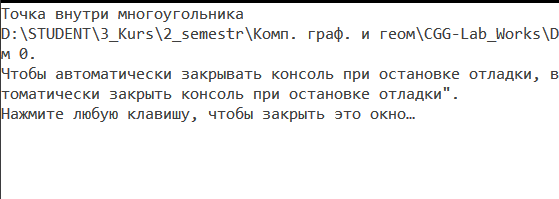 Точка внутри многоугольника
D:\STUDENT\3_Kurs\2_semestr\Комп. граф. и геом\CGG-Lab_Works\D
м 0.
Чтобы автоматически закрывать консоль при остановке отладки, в
томатически закрыть консоль при остановке отладки".
Нажмите любую клавишу, чтобы закрыть это окно…